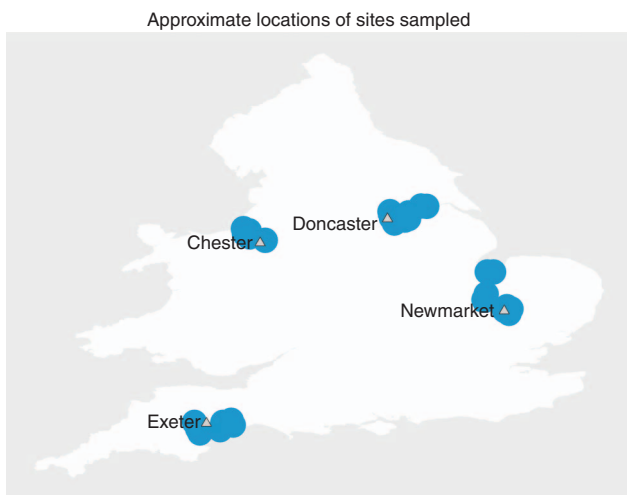 Approximate locations of sites sampled
Doncaster
Chester
Newmarket
Exeter